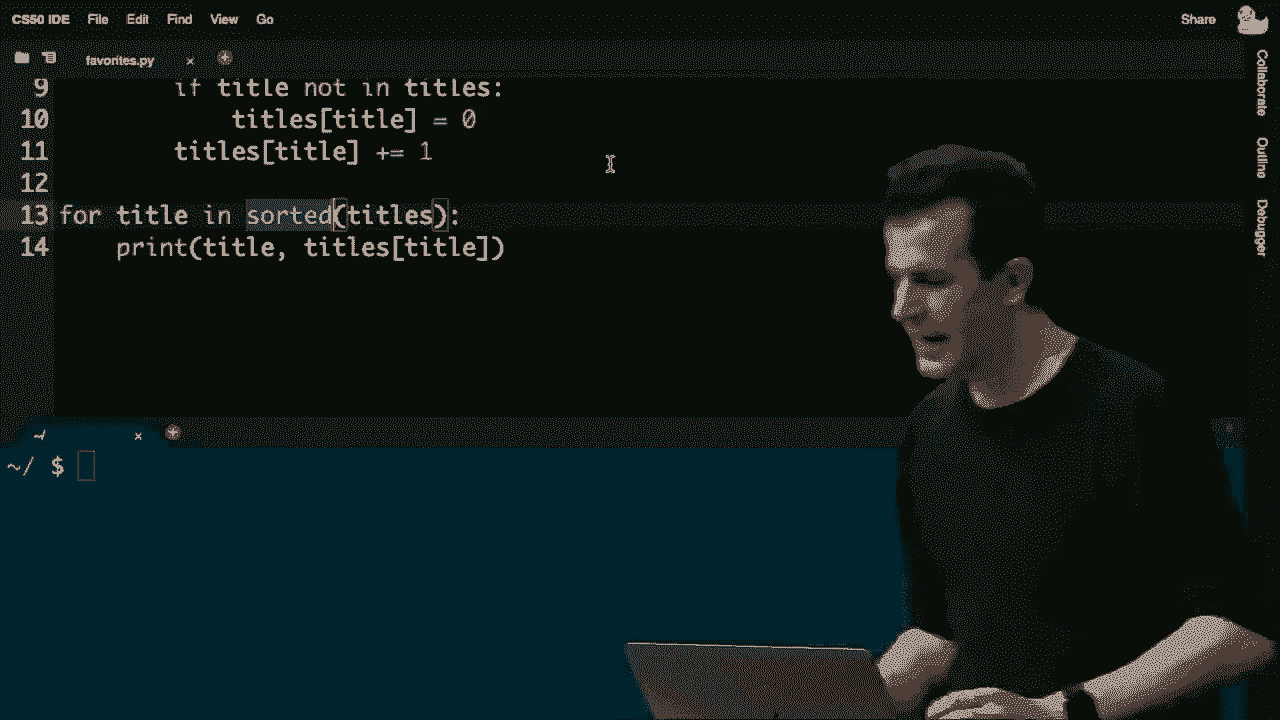 CS50 IDE File Edit Find View Go Share
favorites.py ×
9 if title not in titles:
10 titles[title] = 0
11 titles[title] += 1
12
13 for title in sorted(titles):
14 print(title, titles[title])
~/ ×
~/ $
Collaborate
Outline
Debugger